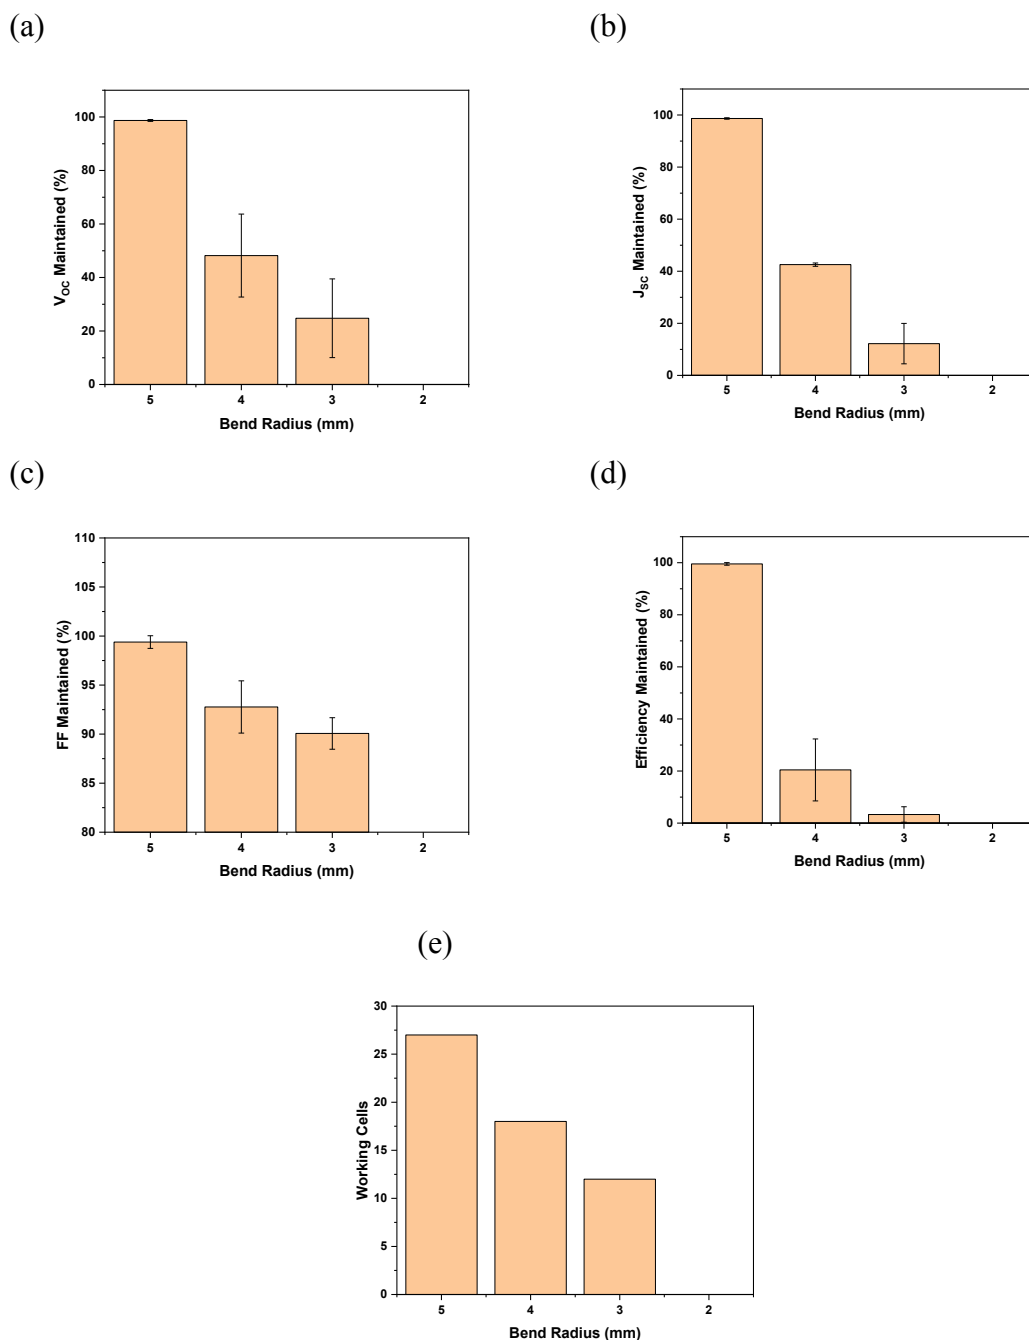 (a)
100
80
60
40
20
0
V_OC Maintained (%)
5 4 3 2
Bend Radius (mm)
(b)
100
80
60
40
20
0
J_SC Maintained (%)
5 4 3 2
Bend Radius (mm)
(c)
110
105
100
95
90
85
80
FF Maintained (%)
5 4 3 2
Bend Radius (mm)
(d)
100
80
60
40
20
0
Efficiency Maintained (%)
5 4 3 2
Bend Radius (mm)
(e)
30
25
20
15
10
5
0
Working Cells
5 4 3 2
Bend Radius (mm)